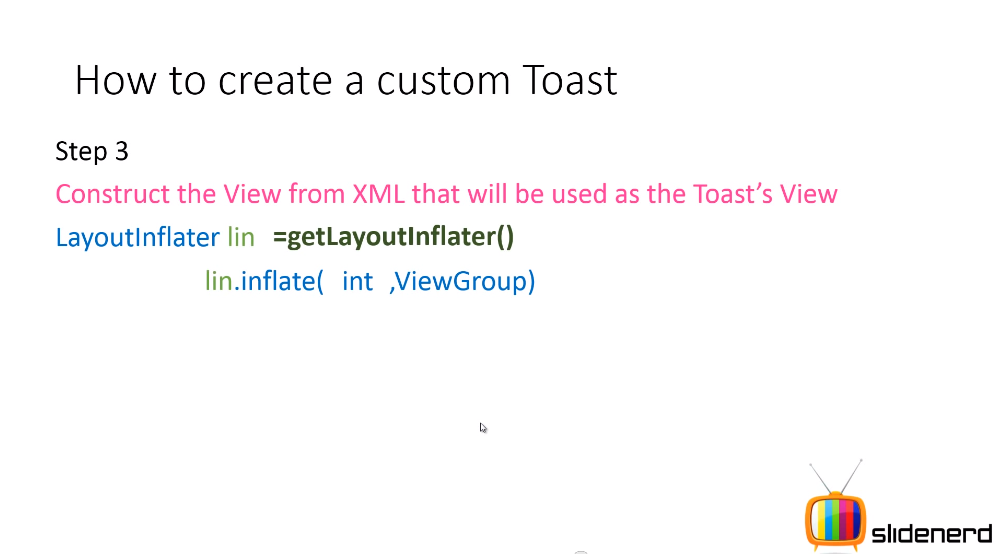 How to create a custom Toast
Step 3
Construct the View from XML that will be used as the Toast's View
LayoutInflater lin =getLayoutInflater()
lin.inflate( int ,ViewGroup)
slidenerd